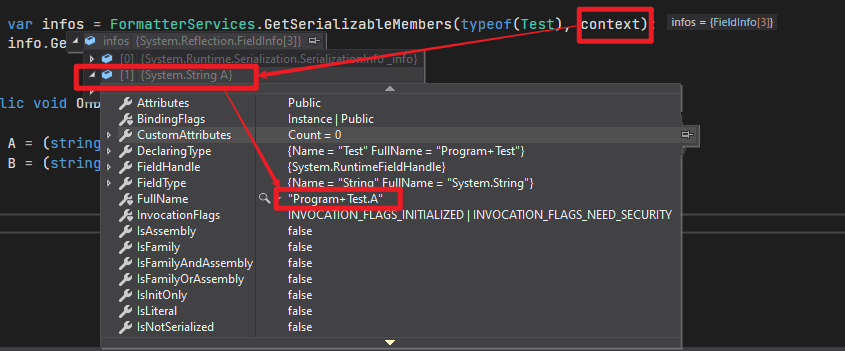 var infos = FormatterServices.GetSerializableMembers(typeof(Test), context);
infos = {FieldInfo[3]}
info.Ge
infos {System.Reflection.FieldInfo[3]}
[0] {System.Runtime.Serialization.SerializationInfo _info}
[1] {System.String A}
lic void
A = (string
B = (string
Attributes Public
BindingFlags Instance | Public
CustomAttributes Count = 0
DeclaringType {Name = "Test" FullName = "Program+Test"}
FieldHandle {System.RuntimeFieldHandle}
FieldType {Name = "String" FullName = "System.String"}
FullName "Program+Test.A"
InvocationFlags INVOCATION_FLAGS_INITIALIZED | INVOCATION_FLAGS_NEED_SECURITY
IsAssembly false
IsFamily false
IsFamilyAndAssembly false
IsFamilyOrAssembly false
IsInitOnly false
IsLiteral false
IsNotSerialized false